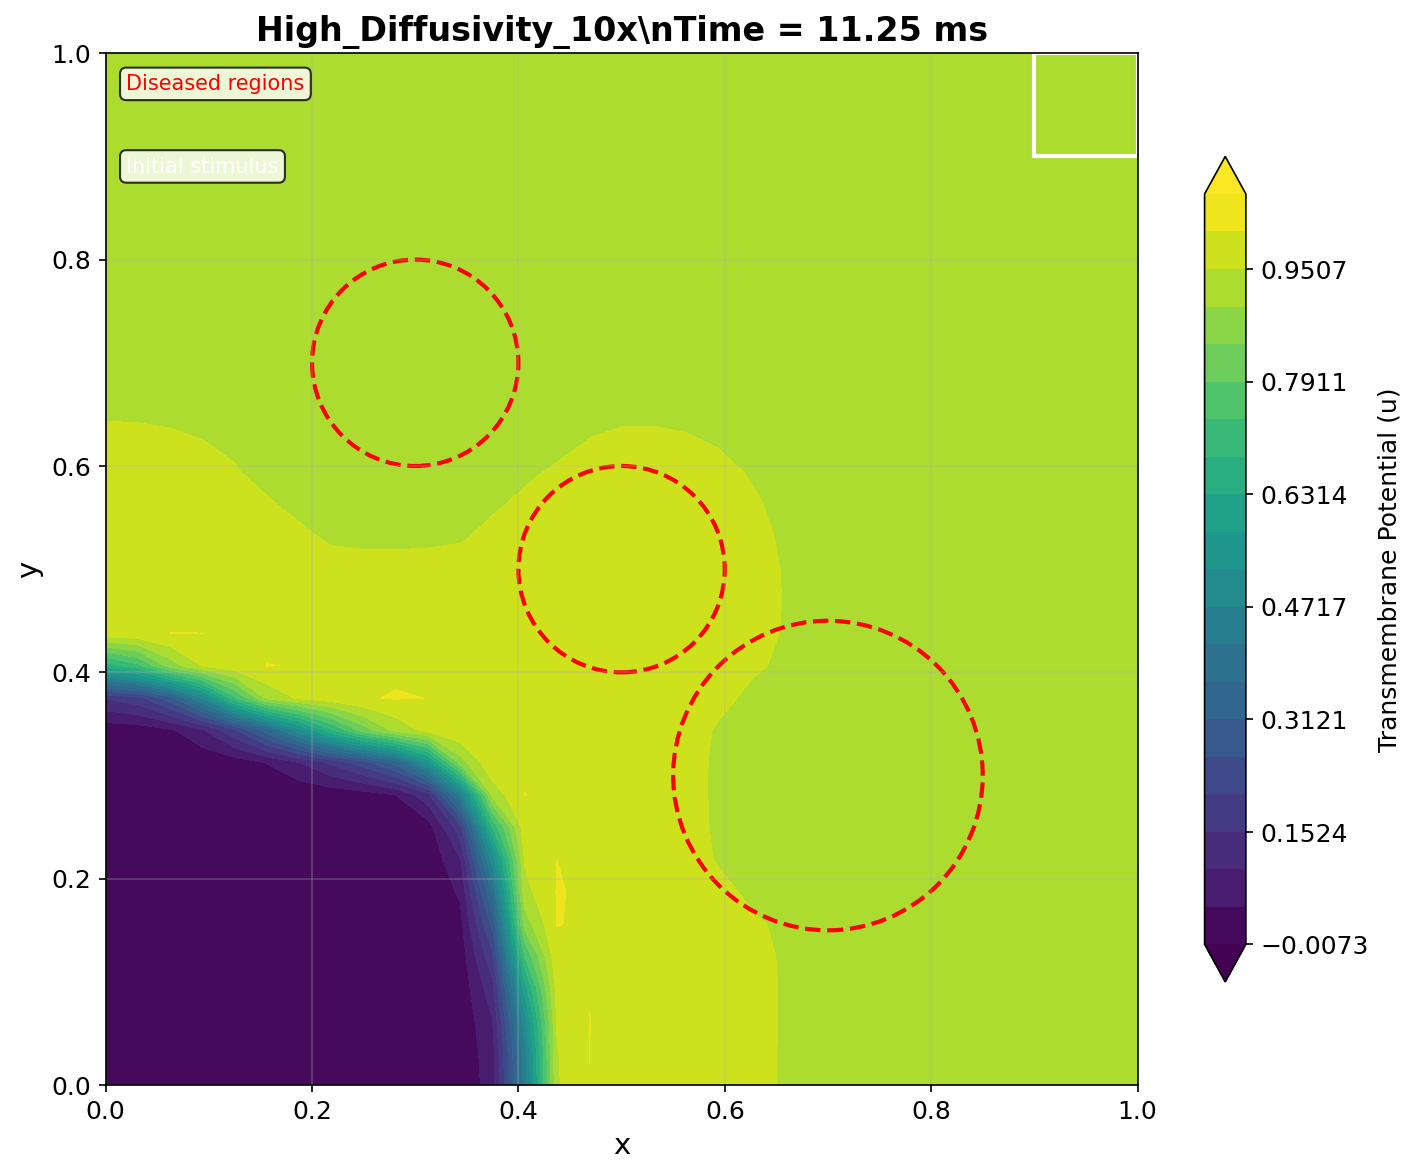 High_Diffusivity_10x\nTime = 11.25 ms
1.0
Diseased regions
Initial stimulus
0.8
0.6
0.4
0.2
0.0
y
0.0 0.2 0.4 0.6 0.8 1.0
x
0.9507
0.7911
0.6314
0.4717
0.3121
0.1524
−0.0073
Transmembrane Potential (u)